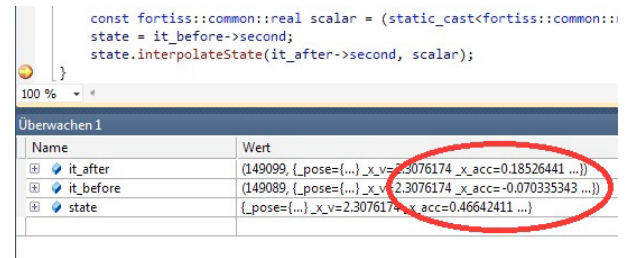 const fortiss::common::real scalar = (static_cast<fortiss::common::
state = it_before->second;
state.interpolateState(it_after->second, scalar);
}
100 %
Überwachen 1
Name Wert
it_after (149099, {_pose={...} _x_v=2.3076174 _x_acc=0.18526441 ...})
it_before (149089, {_pose={...} _x_v=2.3076174 _x_acc=-0.070335343 ...})
state {_pose={...} _x_v=2.3076174 _x_acc=0.46642411 ...}